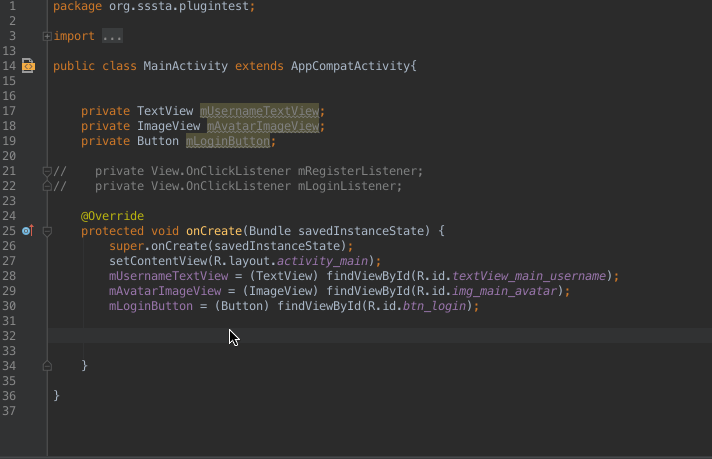 1 package org.sssta.plugintest;
2
3 import ...
13
14 public class MainActivity extends AppCompatActivity{
15
16
17     private TextView mUsernameTextView;
18     private ImageView mAvatarImageView;
19     private Button mLoginButton;
20
21 //    private View.OnClickListener mRegisterListener;
22 //    private View.OnClickListener mLoginListener;
23
24     @Override
25     protected void onCreate(Bundle savedInstanceState) {
26         super.onCreate(savedInstanceState);
27         setContentView(R.layout.activity_main);
28         mUsernameTextView = (TextView) findViewById(R.id.textView_main_username);
29         mAvatarImageView = (ImageView) findViewById(R.id.img_main_avatar);
30         mLoginButton = (Button) findViewById(R.id.btn_login);
31
32
33
34     }
35
36 }
37